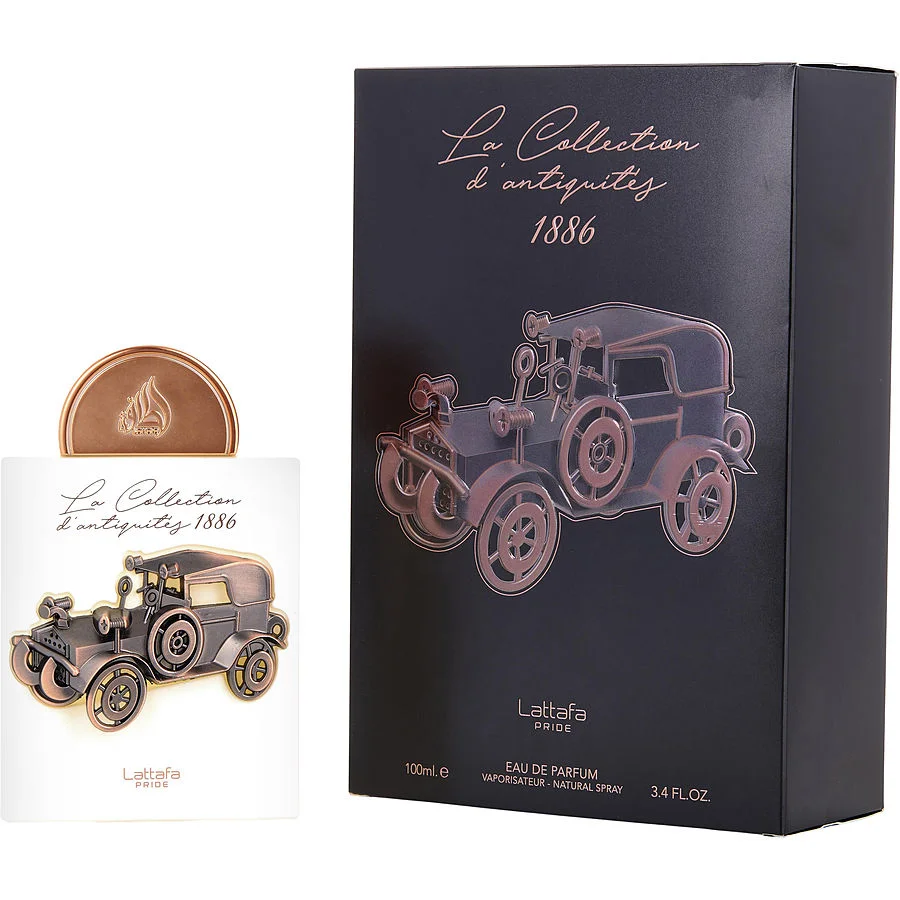 La Collection
d'antiquités
1886
Lattafa
PRIDE
100ml. e
EAU DE PARFUM
VAPORISATEUR - NATURAL SPRAY
3.4 FL.OZ.
La Collection
d'antiquités 1886
Lattafa
PRIDE